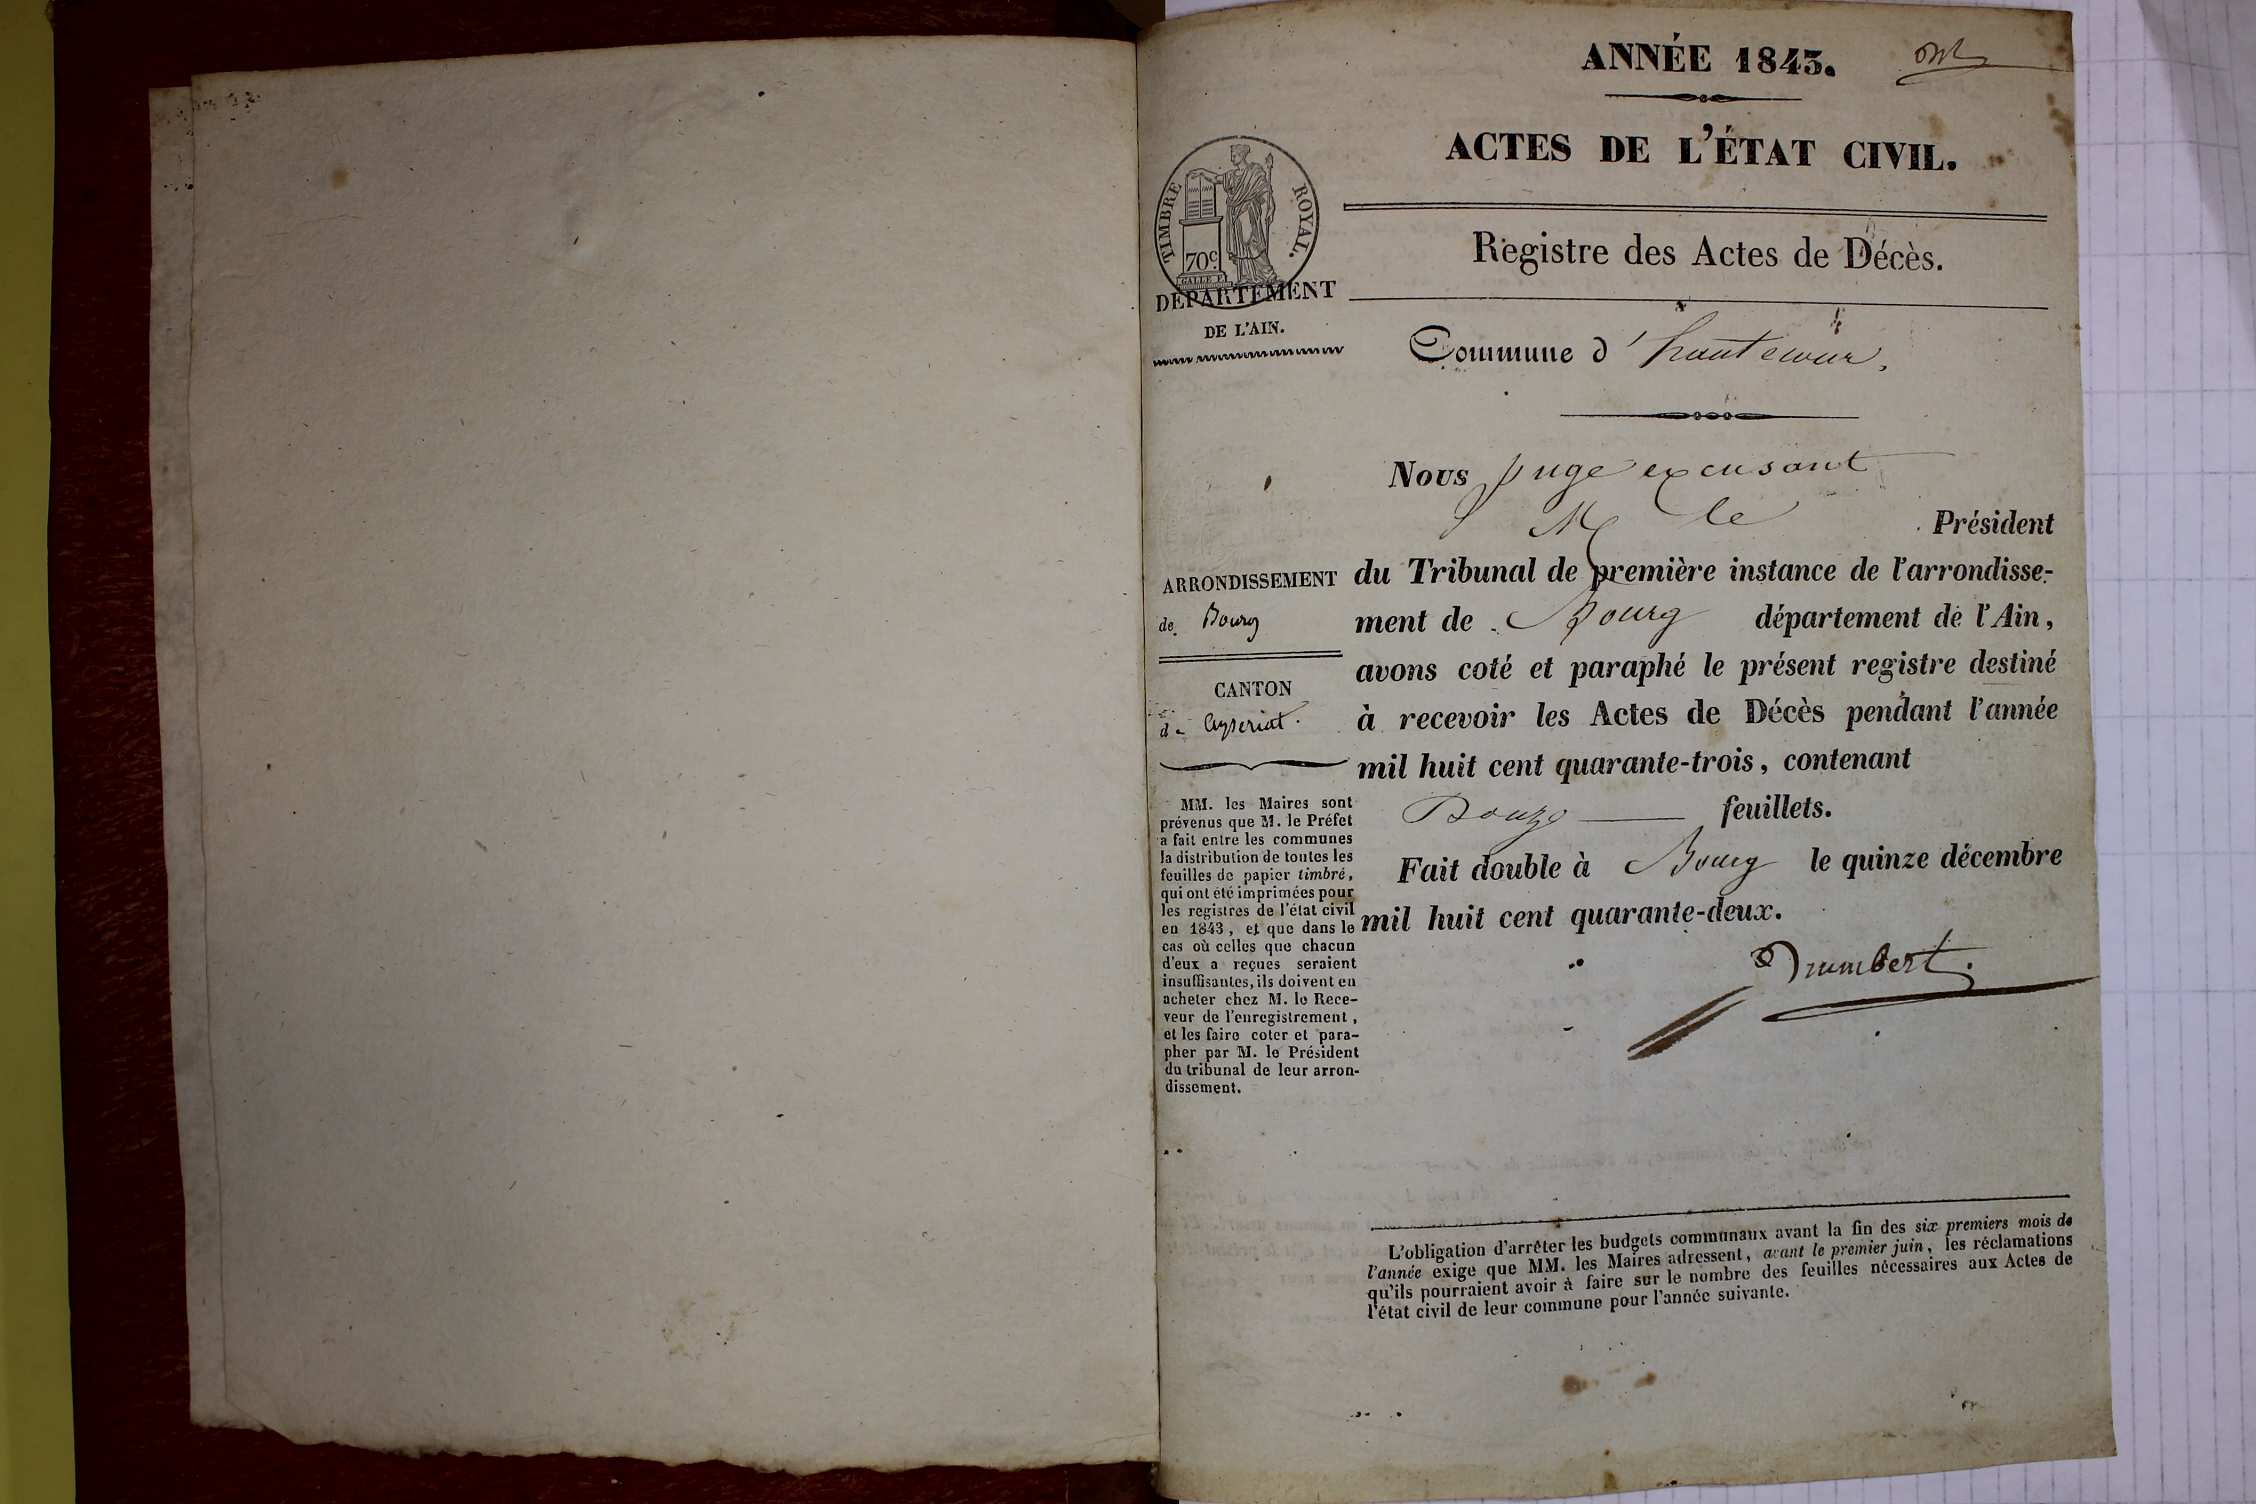 ANNÉE 1843.
ACTES DE L'ÉTAT CIVIL.
TIMBRE ROYAL.
70c.
Registre des Actes de Décès.
DÉPARTEMENT
DE L'AIN.
Commune d'hautecour.
Nous juge excusant
M le Président
ARRONDISSEMENT
de Bourg
CANTON
de Ceyseriat.
du Tribunal de première instance de l'arrondisse-
ment de Bourg département de l'Ain,
avons coté et paraphé le présent registre destiné
à recevoir les Actes de Décès pendant l'année
mil huit cent quarante-trois, contenant
Douze feuillets.
Fait double à Bourg le quinze décembre
mil huit cent quarante-deux.
MM. les Maires sont
prévenus que M. le Préfet
a fait entre les communes
la distribution de toutes les
feuilles de papier timbré,
qui ont été imprimées pour
les registres de l'état civil
en 1843, et que dans le
cas où celles que chacun
d'eux a reçues seraient
insuffisantes, ils doivent en
acheter chez M. le Rece-
veur de l'enregistrement,
et les faire coter et para-
pher par M. le Président
du tribunal de leur arron-
dissement.
L'obligation d'arrêter les budgets communaux avant la fin des six premiers mois de
l'année exige que MM. les Maires adressent, avant le premier juin, les réclamations
qu'ils pourraient avoir à faire sur le nombre des feuilles nécessaires aux Actes de
l'état civil de leur commune pour l'année suivante.